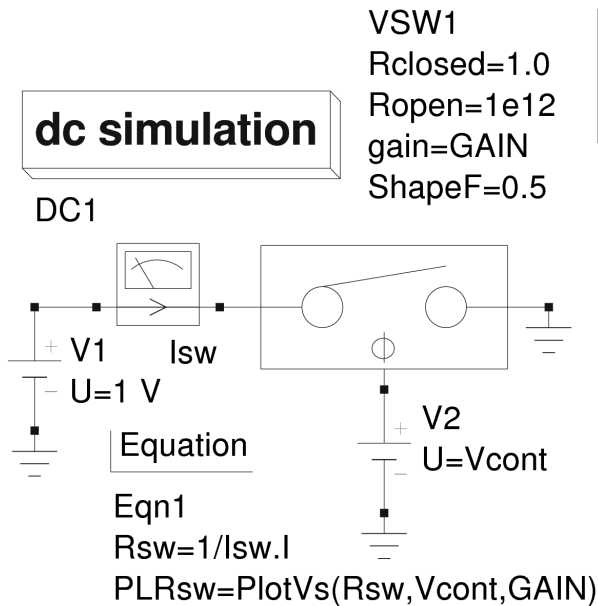 VSW1
Rclosed=1.0
Ropen=1e12
gain=GAIN
ShapeF=0.5
dc simulation
DC1
V1
U=1 V
Isw
V2
U=Vcont
Equation
Eqn1
Rsw=1/Isw.I
PLRsw=PlotVs(Rsw,Vcont,GAIN)